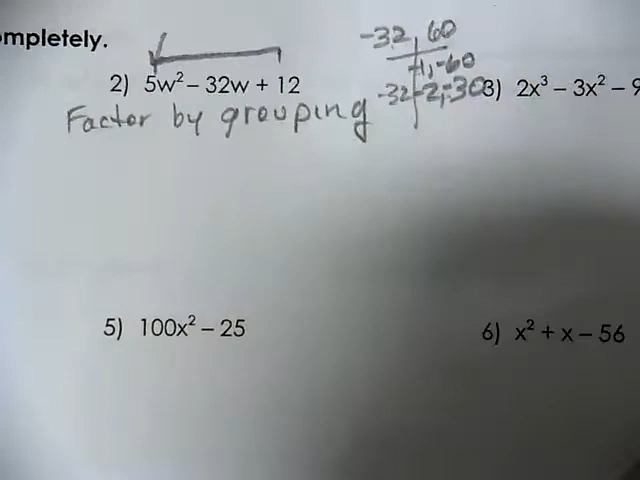 mpletely.
-32, 60
-1, -60
-32 -2, -30
2) 5w² – 32w + 12
3) 2x³ – 3x² – 9
Factor by grouping
5) 100x² – 25
6) x² + x – 56